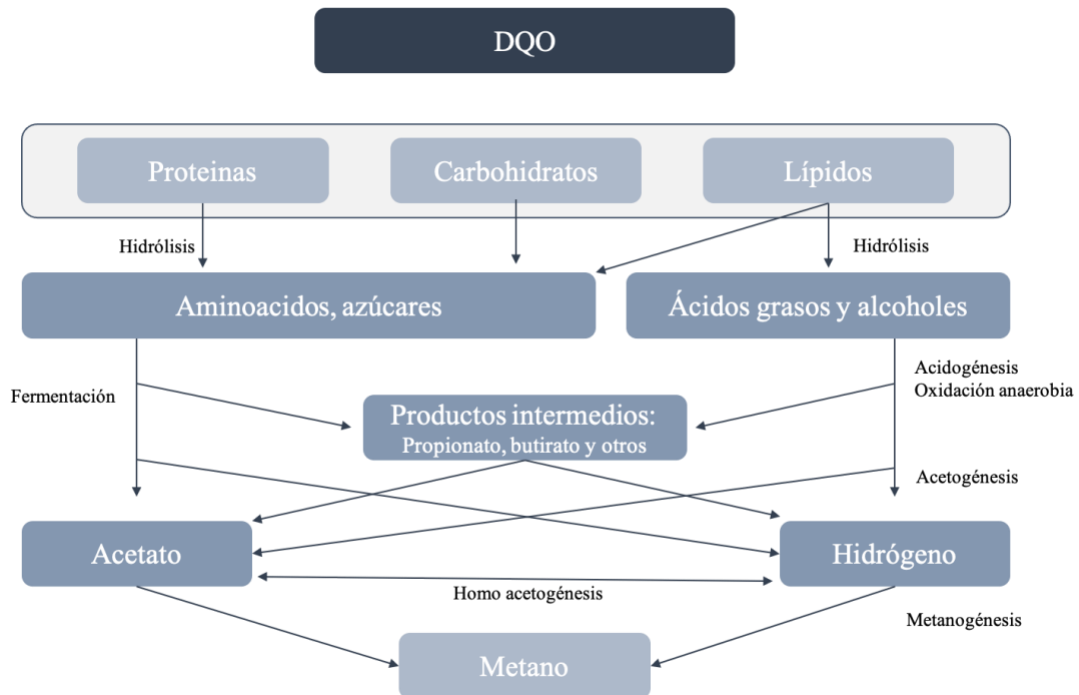 DQO
Proteinas
Carbohidratos
Lípidos
Hidrólisis
Hidrólisis
Aminoacidos, azúcares
Ácidos grasos y alcoholes
Fermentación
Acidogénesis
Oxidación anaerobia
Productos intermedios:
Propionato, butirato y otros
Acetogénesis
Acetato
Hidrógeno
Homo acetogénesis
Metanogénesis
Metano